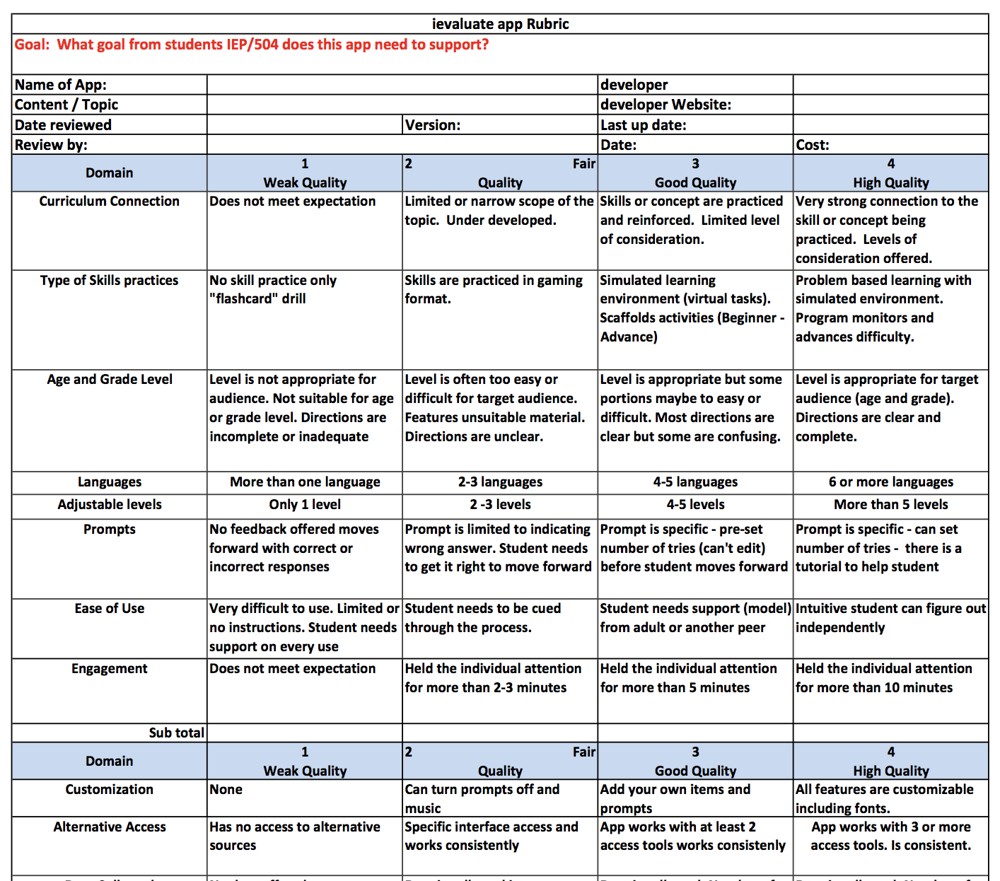 ievaluate app Rubric
Goal:  What goal from students IEP/504 does this app need to support?
Name of App:
developer
Content / Topic
developer Website:
Date reviewed
Version:
Last up date:
Review by:
Date:
Cost:
Domain
1
Weak Quality
2 Fair
Quality
3
Good Quality
4
High Quality
Curriculum Connection
Does not meet expectation
Limited or narrow scope of the
topic.  Under developed.
Skills or concept are practiced
and reinforced.  Limited level
of consideration.
Very strong connection to the
skill or concept being
practiced.  Levels of
consideration offered.
Type of Skills practices
No skill practice only
"flashcard" drill
Skills are practiced in gaming
format.
Simulated learning
environment (virtual tasks).
Scaffolds activities (Beginner -
Advance)
Problem based learning with
simulated environment.
Program monitors and
advances difficulty.
Age and Grade Level
Level is not appropriate for
audience. Not suitable for age
or grade level. Directions are
incomplete or inadequate
Level is often too easy or
difficult for target audience.
Features unsuitable material.
Directions are unclear.
Level is appropriate but some
portions maybe to easy or
difficult. Most directions are
clear but some are confusing.
Level is appropriate for target
audience (age and grade).
Directions are clear and
complete.
Languages
More than one language
2-3 languages
4-5 languages
6 or more languages
Adjustable levels
Only 1 level
2 -3 levels
4-5 levels
More than 5 levels
Prompts
No feedback offered moves
forward with correct or
incorrect responses
Prompt is limited to indicating
wrong answer. Student needs
to get it right to move forward
Prompt is specific - pre-set
number of tries (can't edit)
before student moves forward
Prompt is specific - can set
number of tries -  there is a
tutorial to help student
Ease of Use
Very difficult to use. Limited or
no instructions. Student needs
support on every use
Student needs to be cued
through the process.
Student needs support (model)
from adult or another peer
Intuitive student can figure out
independently
Engagement
Does not meet expectation
Held the individual attention
for more than 2-3 minutes
Held the individual attention
for more than 5 minutes
Held the individual attention
for more than 10 minutes
Sub total
Domain
1
Weak Quality
2 Fair
Quality
3
Good Quality
4
High Quality
Customization
None
Can turn prompts off and
music
Add your own items and
prompts
All features are customizable
including fonts.
Alternative Access
Has no access to alternative
sources
Specific interface access and
works consistently
App works with at least 2
access tools works consistenly
App works with 3 or more
access tools. Is consistent.